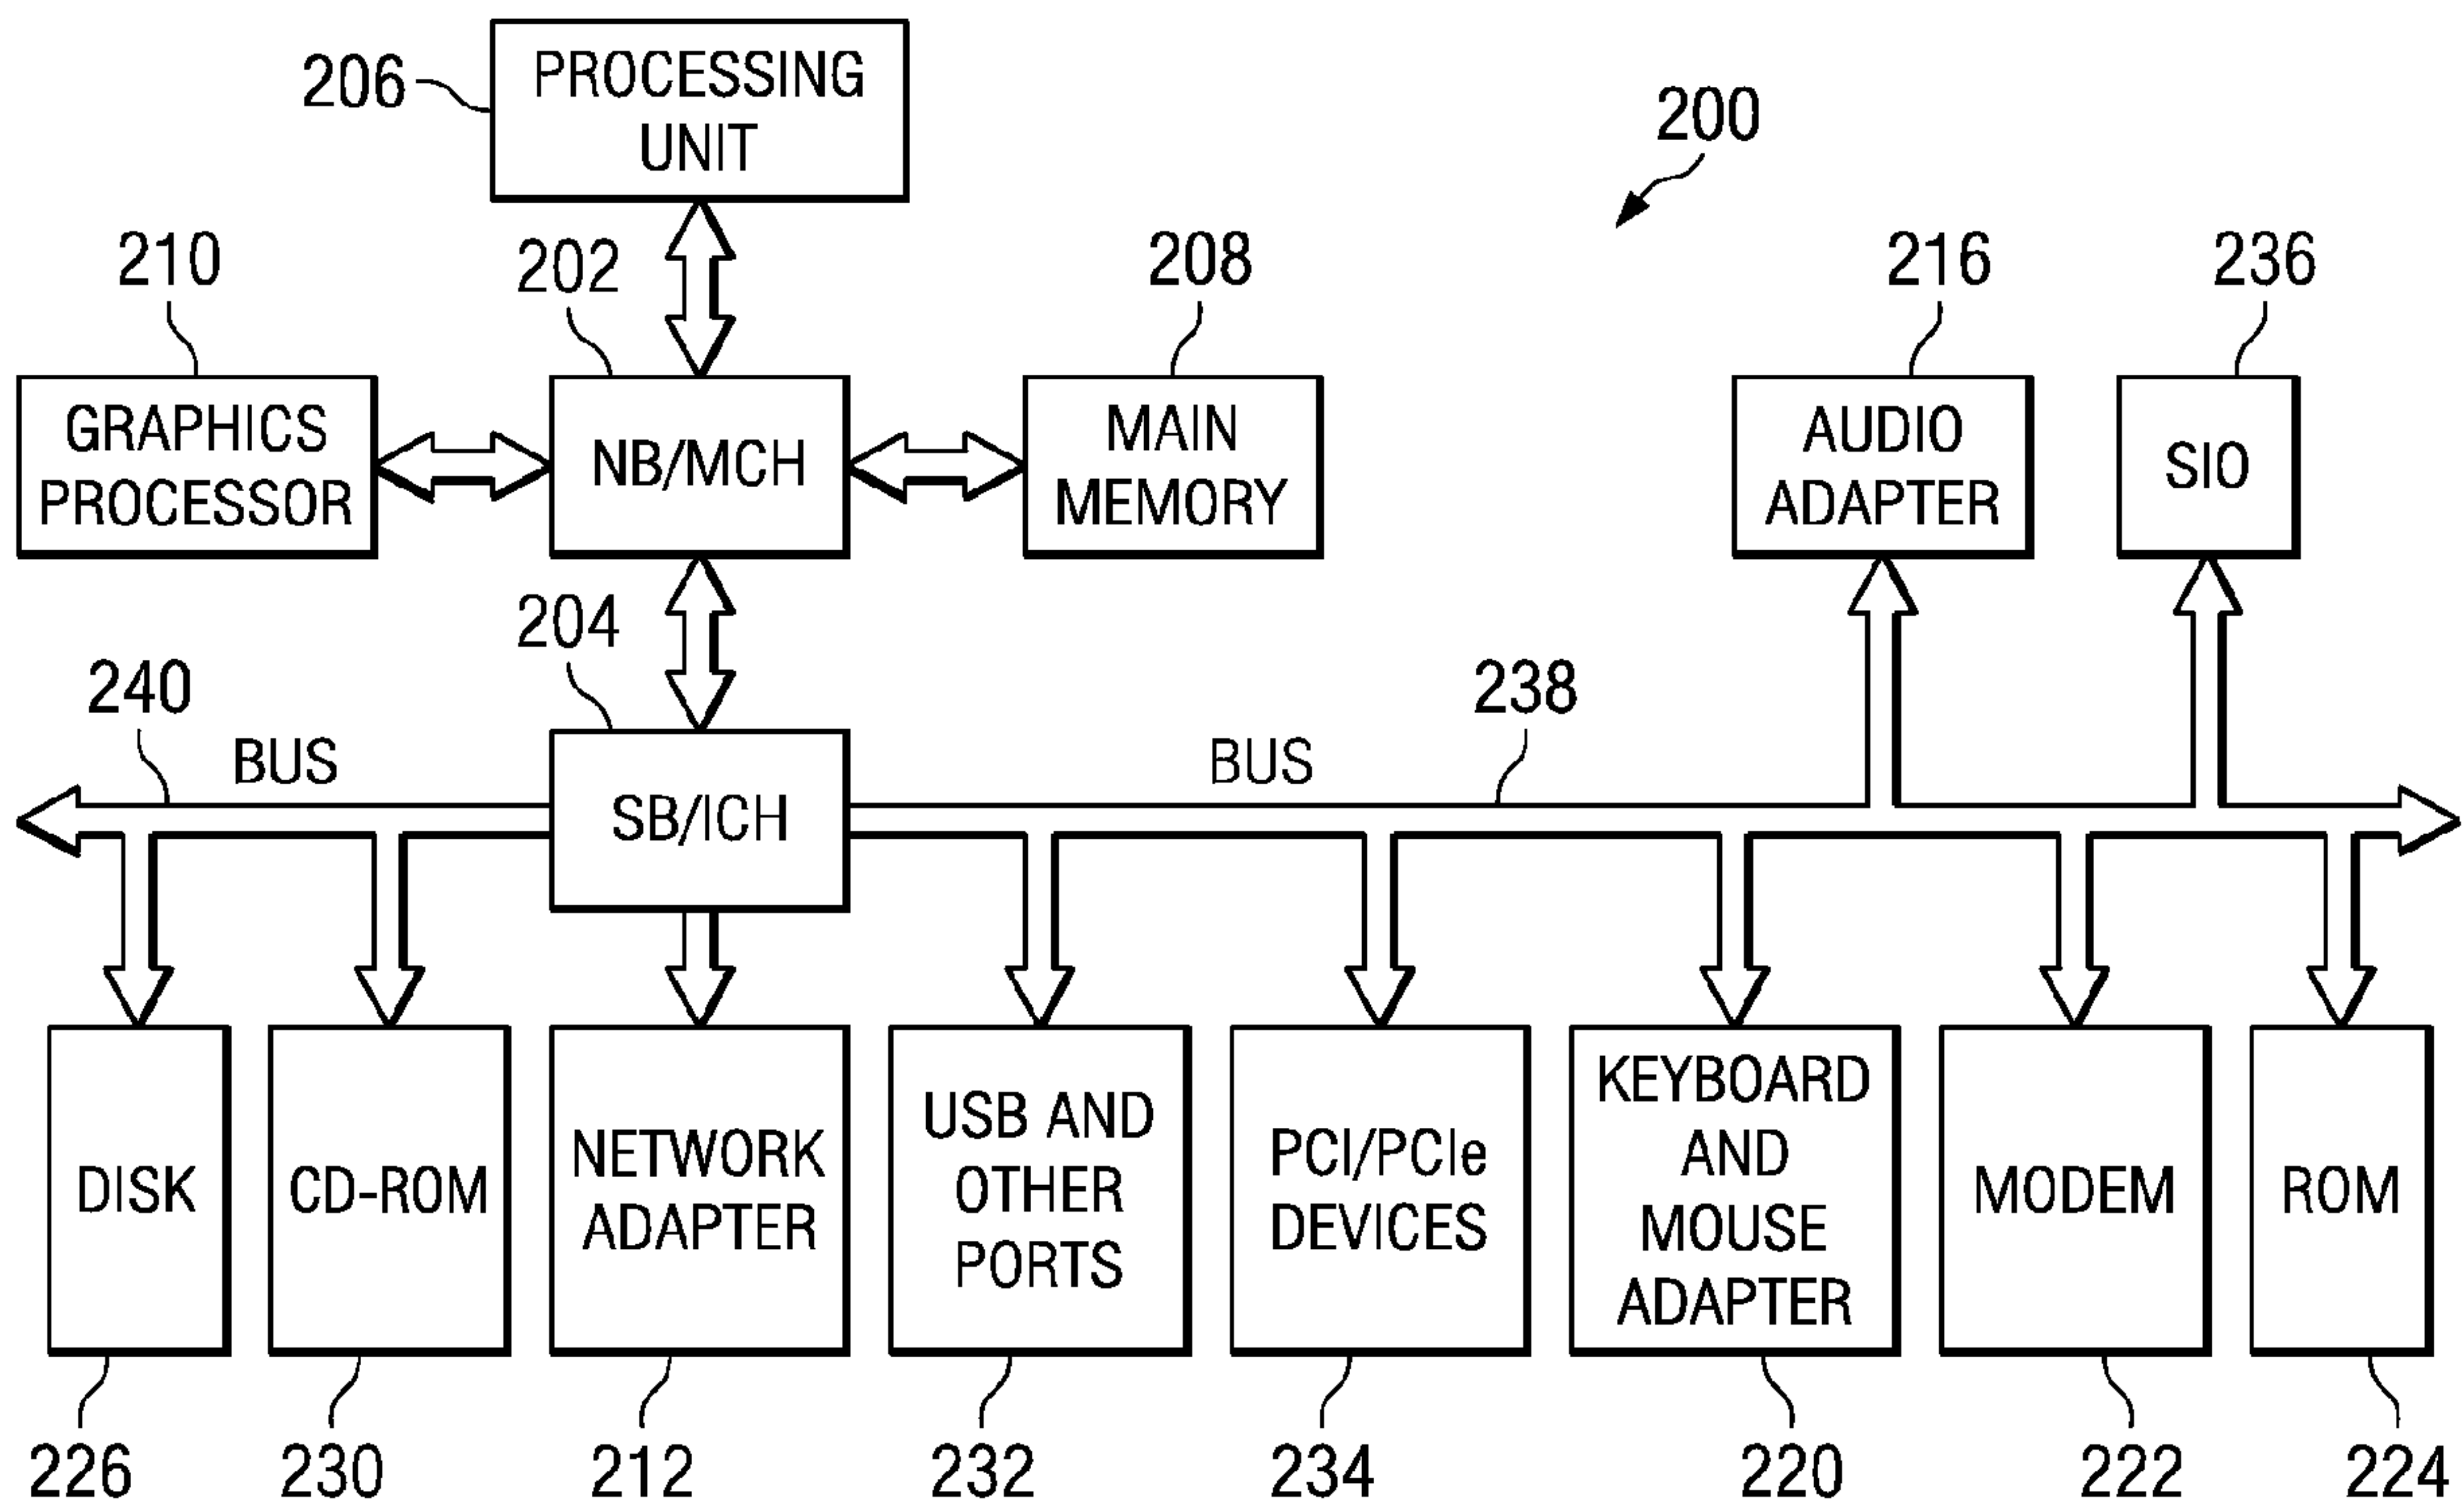 206
PROCESSING
UNIT
200
210
202
208
216
236
GRAPHICS
PROCESSOR
NB/MCH
MAIN
MEMORY
AUDIO
ADAPTER
SIO
204
240
BUS
238
BUS
SB/ICH
DISK
CD-ROM
NETWORK
ADAPTER
USB AND
OTHER
PORTS
PCI/PCIe
DEVICES
KEYBOARD
AND
MOUSE
ADAPTER
MODEM
ROM
226
230
212
232
234
220
222
224